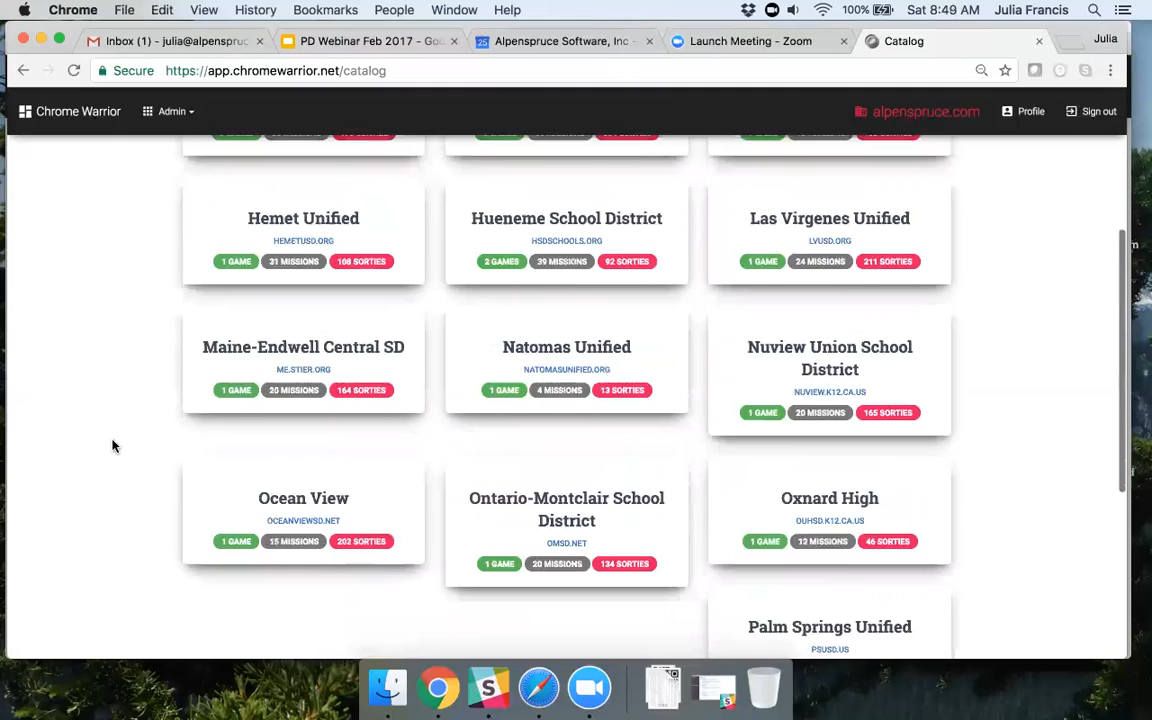 Chrome File Edit View History Bookmarks People Window Help 100% Sat 8:49 AM Julia Francis
Inbox (1) - julia@alpenspruc PD Webinar Feb 2017 - Goo Alpenspruce Software, Inc - Launch Meeting - Zoom Catalog Julia
Secure https://app.chromewarrior.net/catalog
Chrome Warrior Admin alpenspruce.com Profile Sign out
Hemet Unified
HEMETUSD.ORG
1 GAME 31 MISSIONS 108 SORTIES
Hueneme School District
HSDSCHOOLS.ORG
2 GAMES 39 MISSIONS 92 SORTIES
Las Virgenes Unified
LVUSD.ORG
1 GAME 24 MISSIONS 211 SORTIES
Maine-Endwell Central SD
ME.STIER.ORG
1 GAME 20 MISSIONS 164 SORTIES
Natomas Unified
NATOMASUNIFIED.ORG
1 GAME 4 MISSIONS 13 SORTIES
Nuview Union School
District
NUVIEW.K12.CA.US
1 GAME 20 MISSIONS 165 SORTIES
Ocean View
OCEANVIEWSD.NET
1 GAME 15 MISSIONS 202 SORTIES
Ontario-Montclair School
District
OMSD.NET
1 GAME 20 MISSIONS 134 SORTIES
Oxnard High
OUHSD.K12.CA.US
1 GAME 12 MISSIONS 46 SORTIES
Palm Springs Unified
PSUSD.US